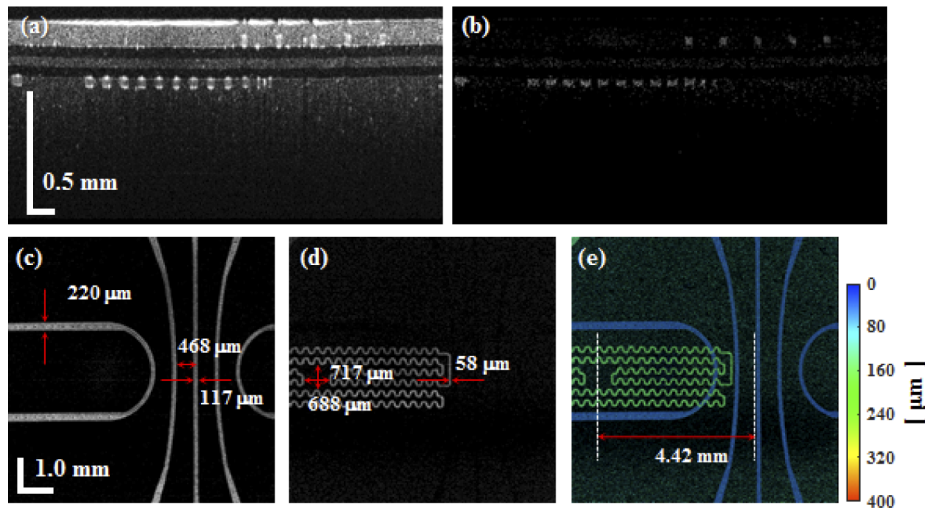 (a)
(b)
0.5 mm
(c)
(d)
(e)
220 µm
468 µm
117 µm
1.0 mm
717 µm
58 µm
688 µm
4.42 mm
0
80
160
240
320
400
[ um ]